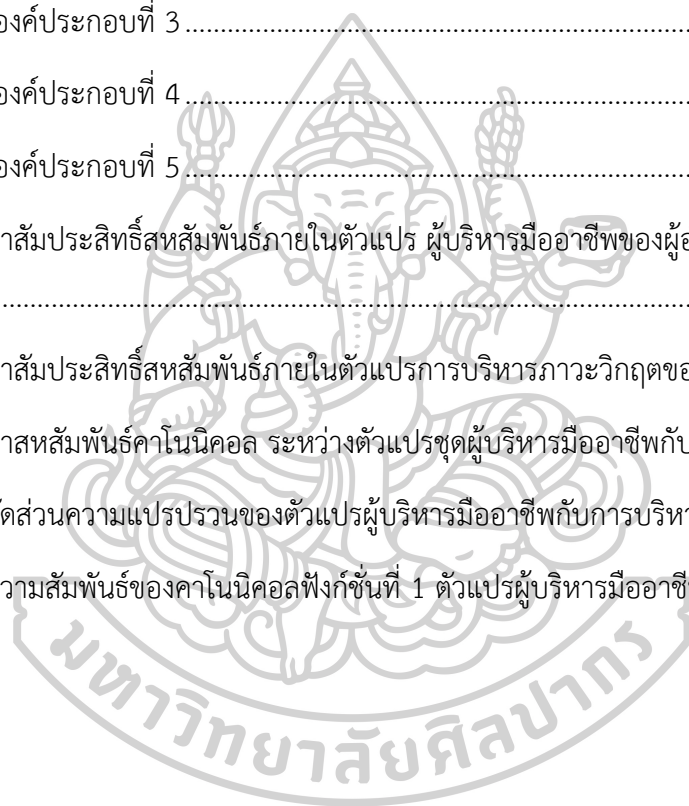 องค์ประกอบที่ 3 ........................................................................
องค์ประกอบที่ 4 ........................................................................
องค์ประกอบที่ 5 ........................................................................
าสัมประสิทธิ์สหสัมพันธ์ภายในตัวแปร ผู้บริหารมืออาชีพของผู้อ
........................................................................................................
าสัมประสิทธิ์สหสัมพันธ์ภายในตัวแปรการบริหารภาวะวิกฤตขอ
าสหสัมพันธ์คาโนนิคอล ระหว่างตัวแปรชุดผู้บริหารมืออาชีพกับ
ัดส่วนความแปรปรวนของตัวแปรผู้บริหารมืออาชีพกับการบริหา
วามสัมพันธ์ของคาโนนิคอลฟังก์ชั่นที่ 1 ตัวแปรผู้บริหารมืออาชี
มหาวิทยาลัยศิลปากร